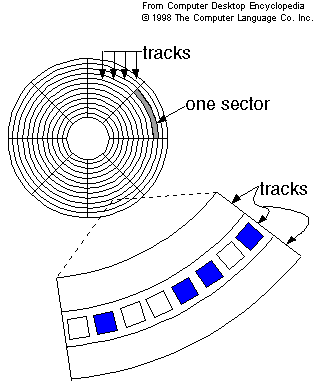 From Computer Desktop Encyclopedia
© 1998 The Computer Language Co. Inc.
tracks
one sector
tracks